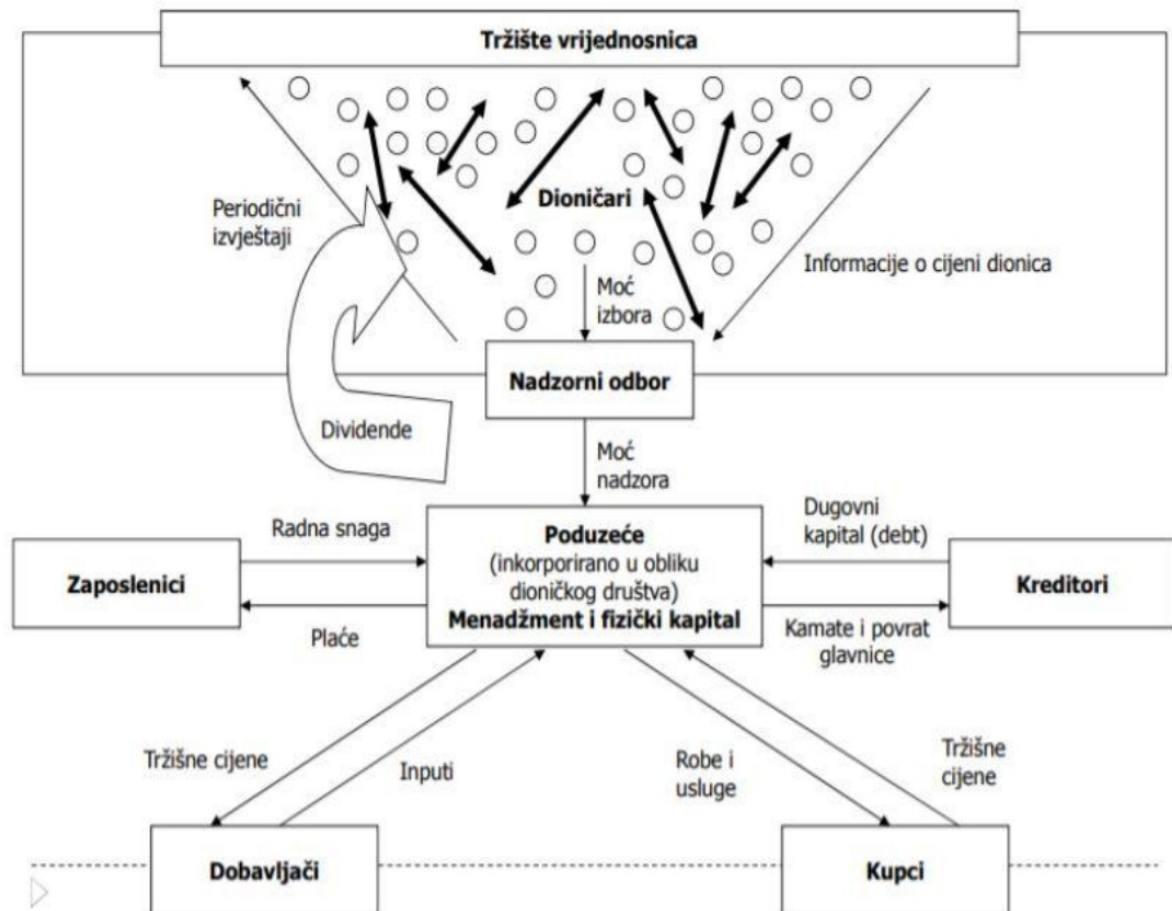 Tržište vrijednosnica
Periodični
izvještaji
Dioničari
Informacije o cijeni dionica
Moć
izbora
Nadzorni odbor
Dividende
Moć
nadzora
Radna snaga
Zaposlenici
Plaće
Poduzeće
(inkorporirano u obliku
dioničkog društva)
Menadžment i fizički kapital
Dugovni
kapital (debt)
Kreditori
Kamate i povrat
glavnice
Tržišne cijene
Inputi
Robe i
usluge
Tržišne
cijene
Dobavljači
Kupci